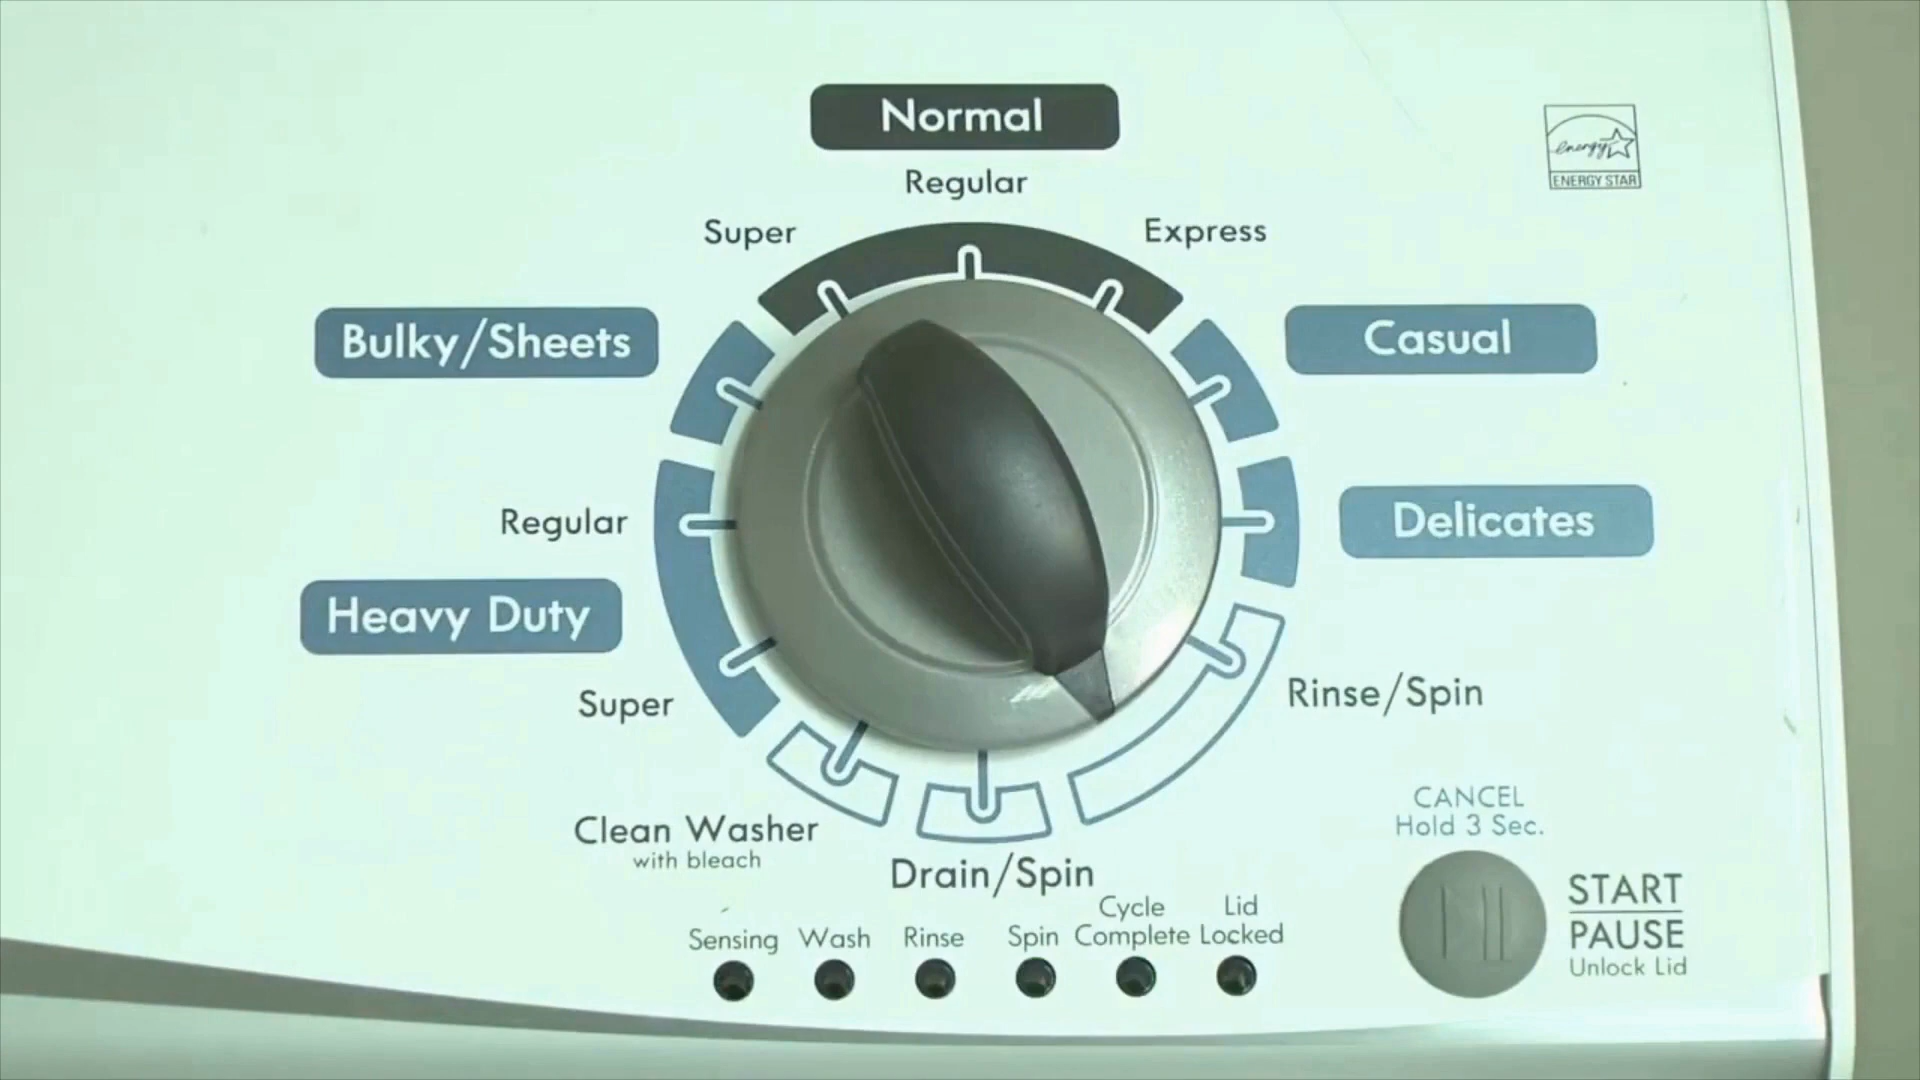 Normal
Regular
Super
Express
energy
ENERGY STAR
Bulky/Sheets
Casual
Regular
Delicates
Heavy Duty
Super
Rinse/Spin
Clean Washer
with bleach
Drain/Spin
CANCEL
Hold 3 Sec.
START
PAUSE
Unlock Lid
Sensing
Wash
Rinse
Spin
Cycle
Complete
Lid
Locked